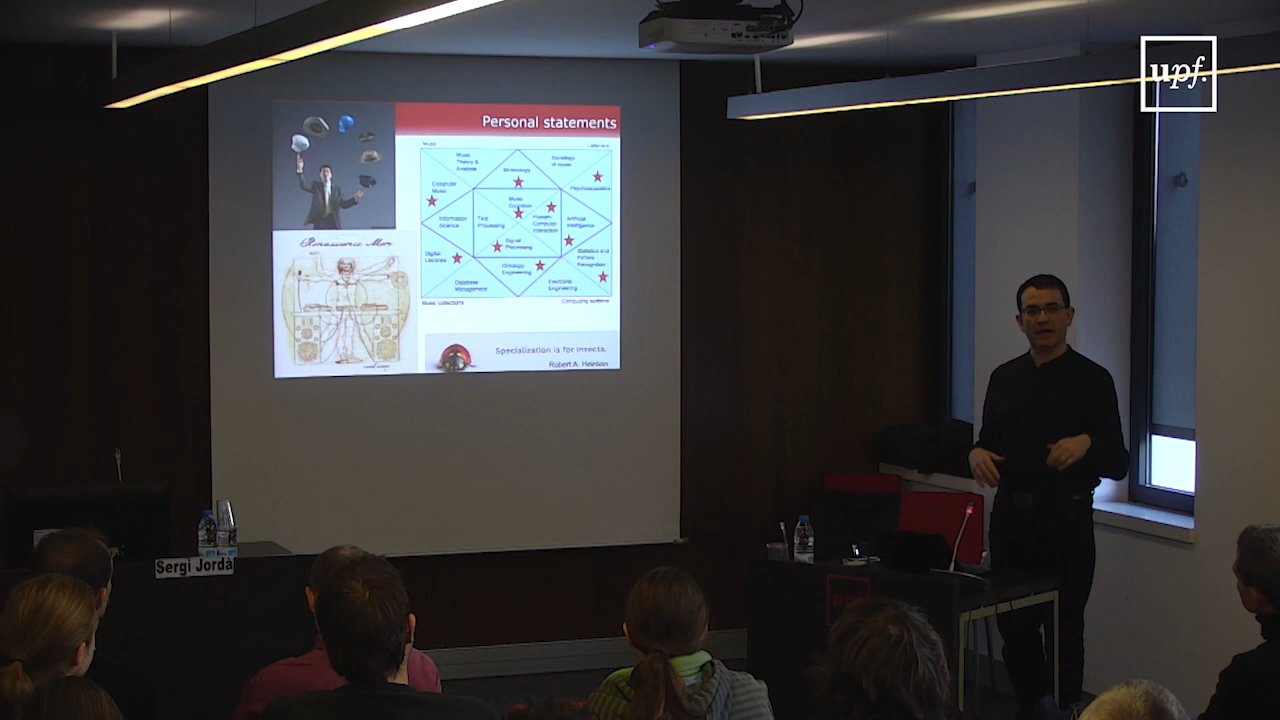 upf.
Personal statements
Music
Listeners
Music
Theory &
Analysis
Musicology
Sociology
of Music
Computer
Music
Psychoacoustics
Information
Science
Text
Processing
Music
Cognition
Human
Computer
Interaction
Artificial
Intelligence
Digital
Libraries
Signal
Processing
Statistics and
Pattern
Recognition
Ontology
Engineering
Database
Management
Electronic
Engineering
Music collections
Computing systems
Renaissance Man
Specialization is for insects.
Robert A. Heinlein
Sergi Jordà